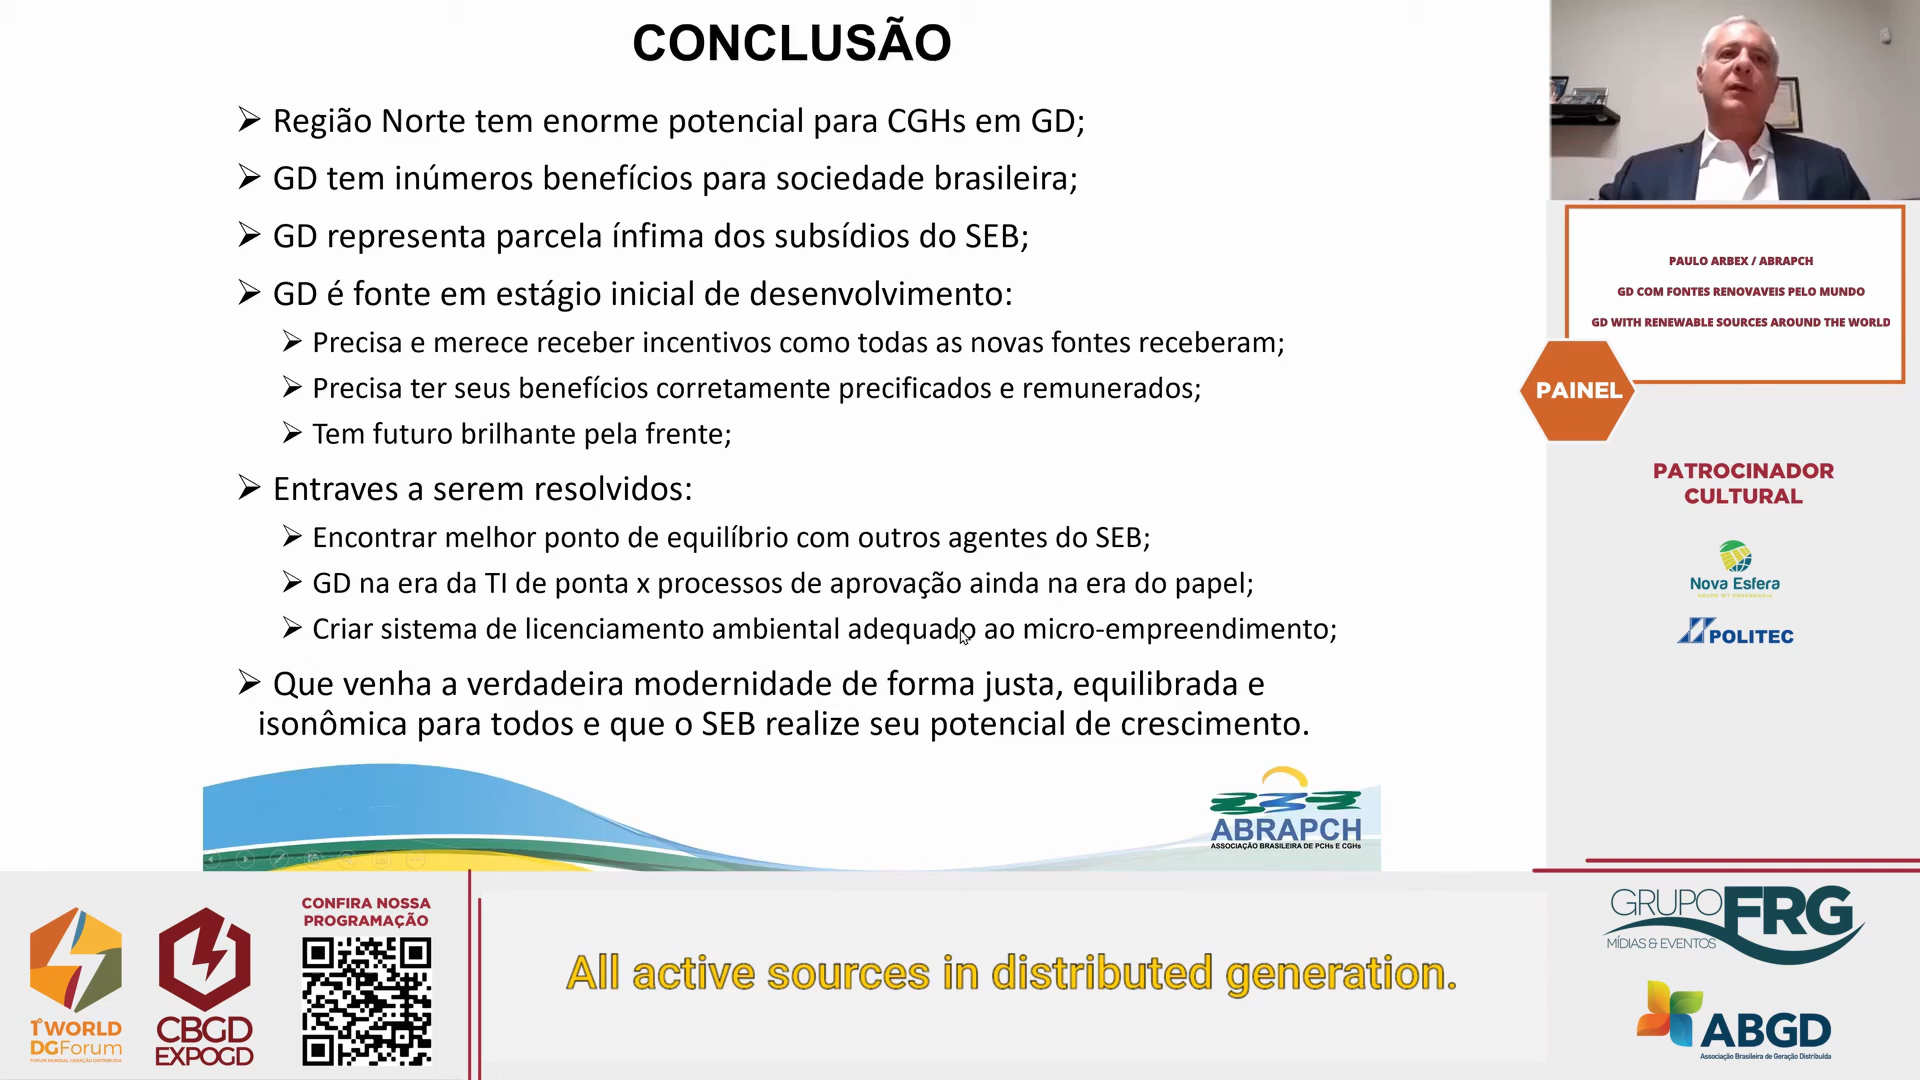 CONCLUSÃO
➢ Região Norte tem enorme potencial para CGHs em GD;
➢ GD tem inúmeros benefícios para sociedade brasileira;
➢ GD representa parcela ínfima dos subsídios do SEB;
➢ GD é fonte em estágio inicial de desenvolvimento:
➢ Precisa e merece receber incentivos como todas as novas fontes receberam;
➢ Precisa ter seus benefícios corretamente precificados e remunerados;
➢ Tem futuro brilhante pela frente;
➢ Entraves a serem resolvidos:
➢ Encontrar melhor ponto de equilíbrio com outros agentes do SEB;
➢ GD na era da TI de ponta x processos de aprovação ainda na era do papel;
➢ Criar sistema de licenciamento ambiental adequado ao micro-empreendimento;
➢ Que venha a verdadeira modernidade de forma justa, equilibrada e
isonômica para todos e que o SEB realize seu potencial de crescimento.
ABRAPCH
ASSOCIAÇÃO BRASILEIRA DE PCHs E CGHs
PAULO ARBEX / ABRAPCH
GD COM FONTES RENOVAVEIS PELO MUNDO
GD WITH RENEWABLE SOURCES AROUND THE WORLD
PAINEL
PATROCINADOR
CULTURAL
Nova Esfera
GRUPO WT ENGENHARIA
POLITEC
1º WORLD
DGForum
FORUM MUNDIAL GERAÇÃO DISTRIBUÍDA
CBGD
EXPOGD
CONFIRA NOSSA
PROGRAMAÇÃO
All active sources in distributed generation.
GRUPO FRG
MÍDIAS & EVENTOS
ABGD
Associação Brasileira de Geração Distribuída